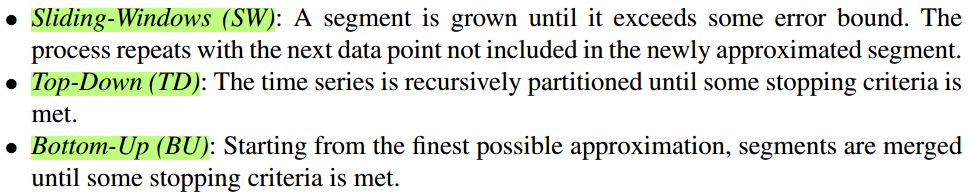 • Sliding-Windows (SW): A segment is grown until it exceeds some error bound. The
process repeats with the next data point not included in the newly approximated segment.
• Top-Down (TD): The time series is recursively partitioned until some stopping criteria is
met.
• Bottom-Up (BU): Starting from the finest possible approximation, segments are merged
until some stopping criteria is met.